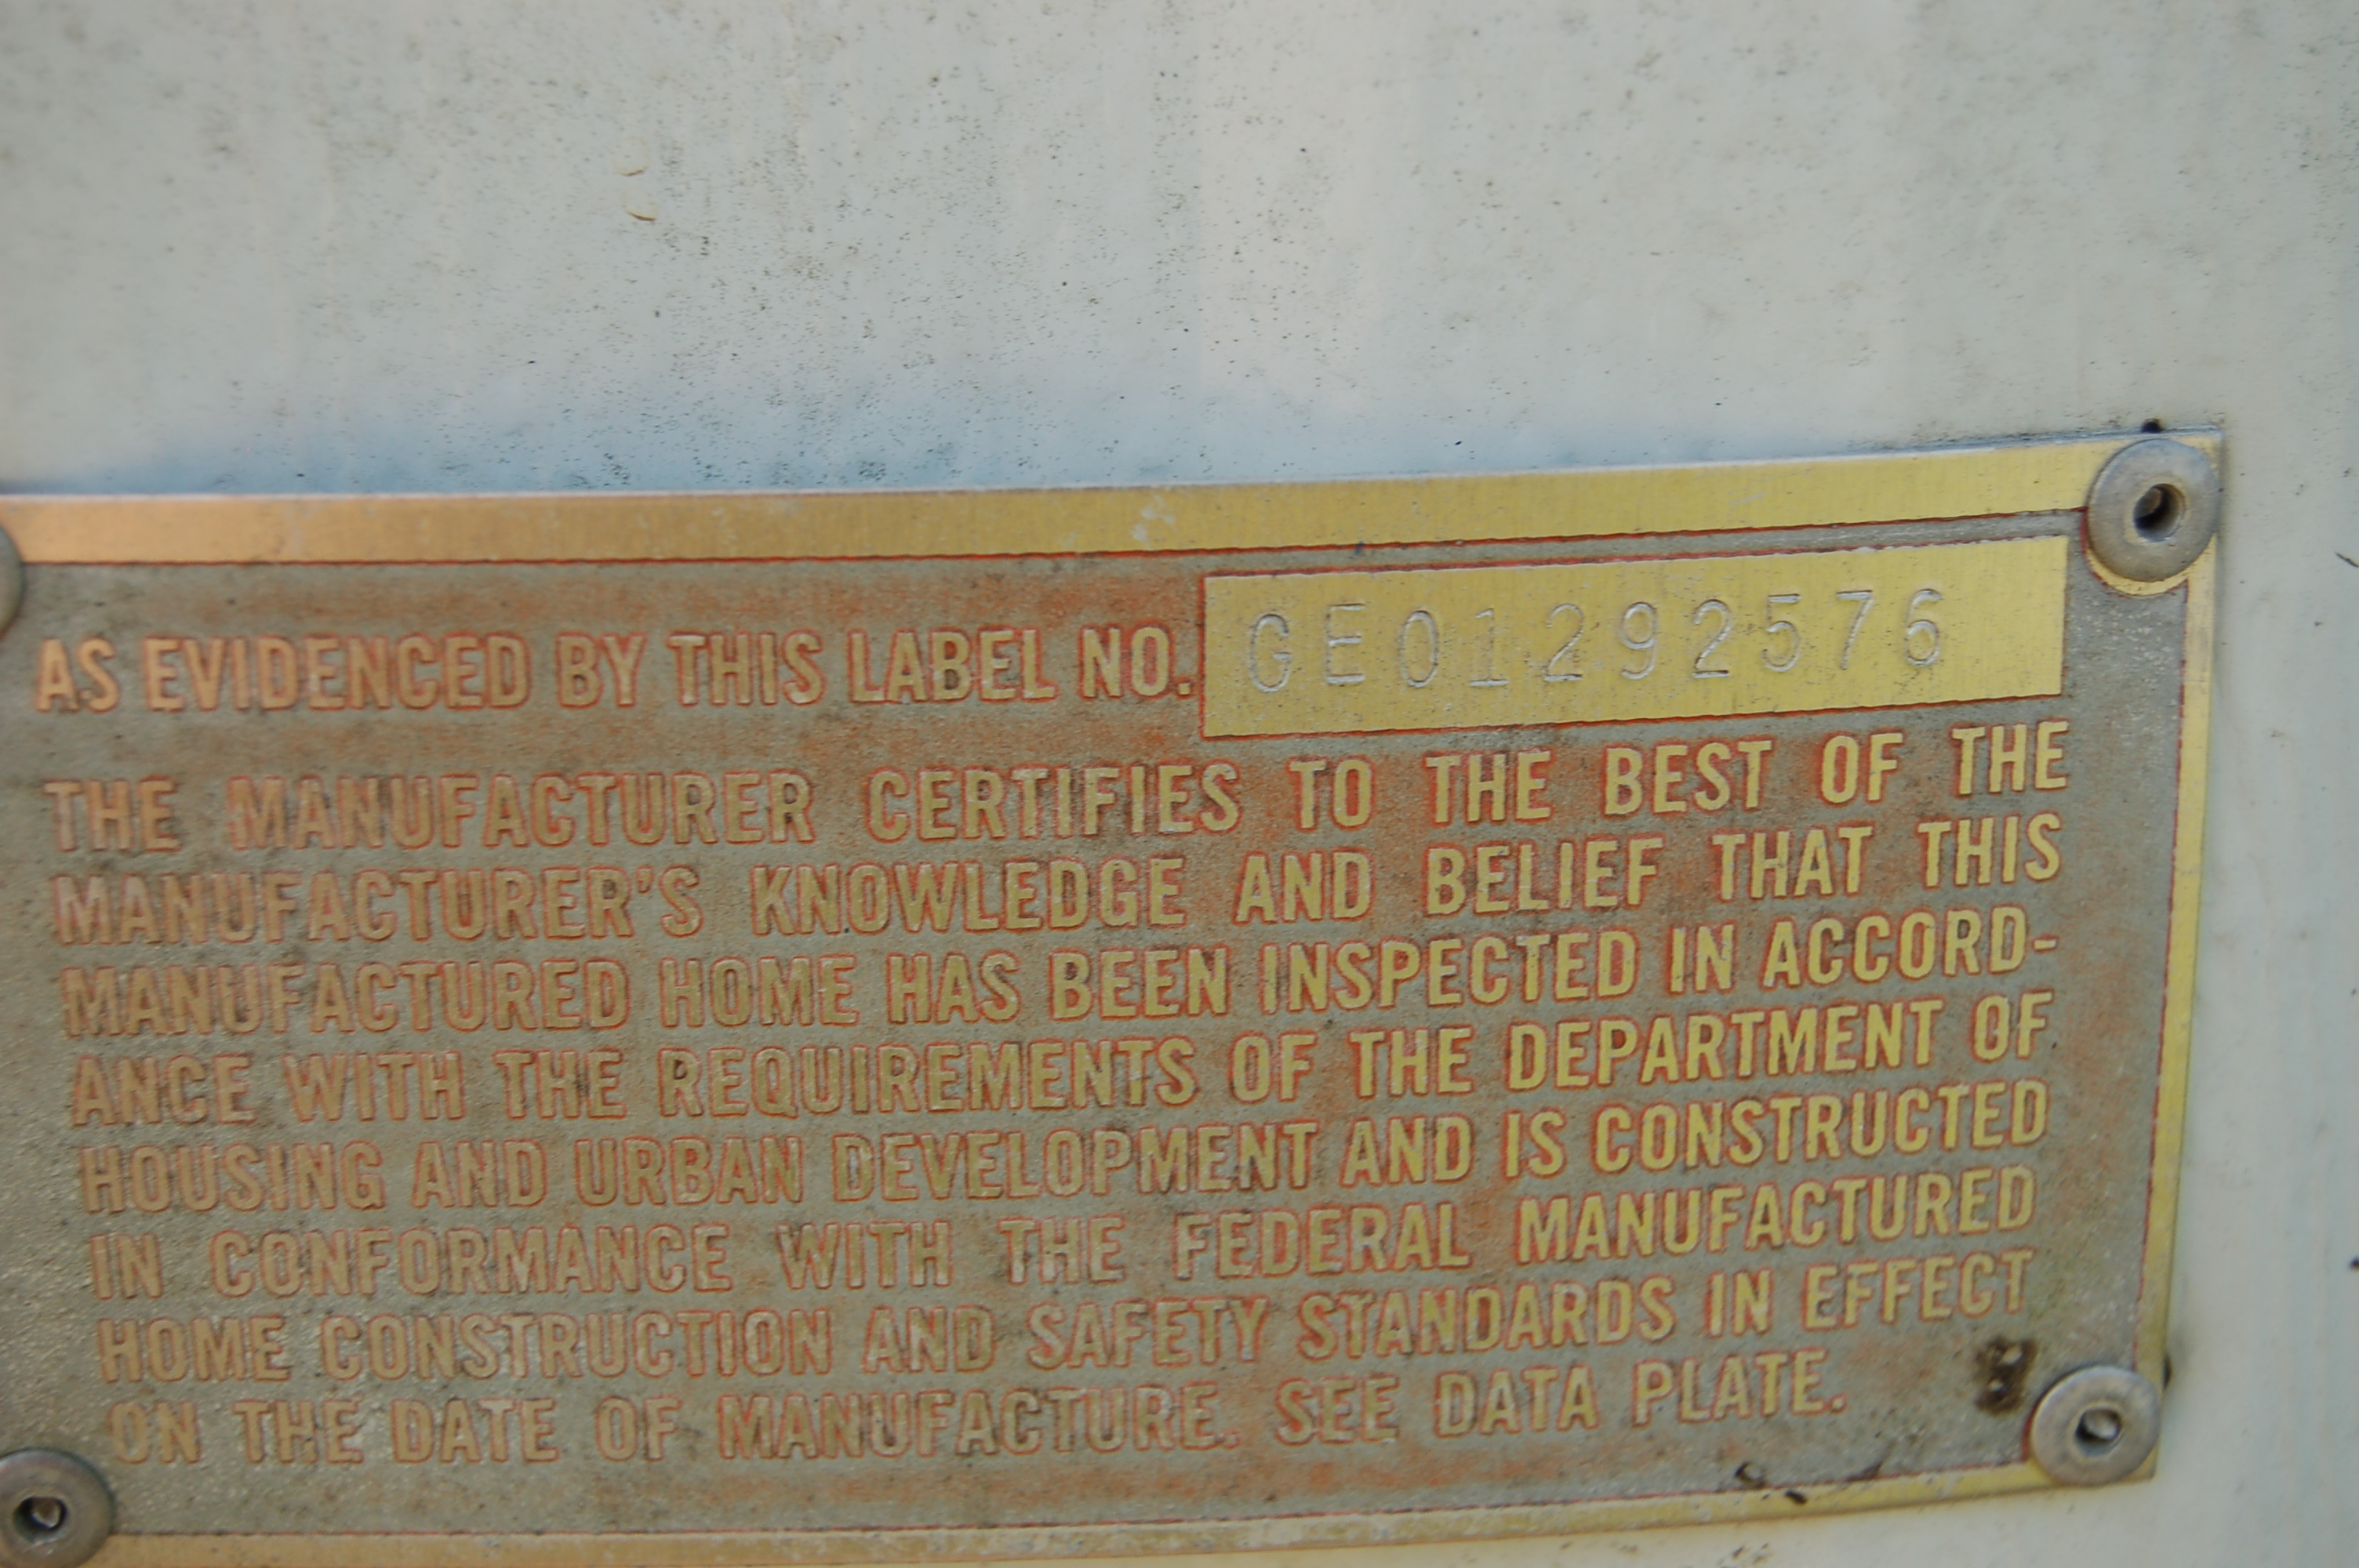 AS EVIDENCED BY THIS LABEL NO. GEO1292576
THE MANUFACTURER CERTIFIES TO THE BEST OF THE
MANUFACTURER'S KNOWLEDGE AND BELIEF THAT THIS
MANUFACTURED HOME HAS BEEN INSPECTED IN ACCORD-
ANCE WITH THE REQUIREMENTS OF THE DEPARTMENT OF
HOUSING AND URBAN DEVELOPMENT AND IS CONSTRUCTED
IN CONFORMANCE WITH THE FEDERAL MANUFACTURED
HOME CONSTRUCTION AND SAFETY STANDARDS IN EFFECT
ON THE DATE OF MANUFACTURE. SEE DATA PLATE.